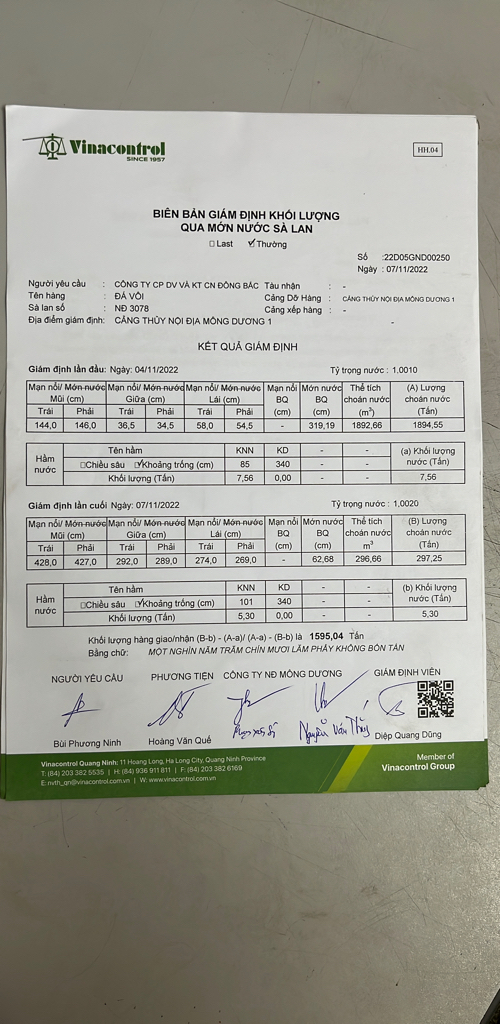 Vinacontrol
SINCE 1957
HH.04
BIÊN BẢN GIÁM ĐỊNH KHỐI LƯỢNG
QUA MỚN NƯỚC SÀ LAN
☐ Last ☑ Thường
Số :22D05GND00250
Ngày : 07/11/2022
Người yêu cầu : CÔNG TY CP DV VÀ KT CN ĐÔNG BẮC Tàu nhận : -
Tên hàng : ĐÁ VÔI Cảng Dỡ Hàng : CẢNG THỦY NỘI ĐỊA MÔNG DƯƠNG 1
Sà lan số : NĐ 3078 Cảng xếp hàng : -
Địa điểm giám định: CẢNG THỦY NỘI ĐỊA MÔNG DƯƠNG 1 -
KẾT QUẢ GIÁM ĐỊNH
Giám định lần đầu: Ngày: 04/11/2022 Tỷ trọng nước : 1.0010
Mạn nổi/ Mớn nước Mũi (cm) Mạn nổi/ Mớn nước Giữa (cm) Mạn nổi/ Mớn nước Lái (cm) Mạn nổi BQ (cm) Mớn nước BQ (cm) Thể tích choán nước (m³) (A) Lượng choán nước (Tấn)
Trái Phải Trái Phải Trái Phải
144,0 146,0 36,5 34,5 58,0 54,5 - 319,19 1892,66 1894,55
Hầm nước Tên hầm KNN KD - - (a) Khối lượng nước (Tấn)
☐Chiều sâu ☑Khoảng trống (cm) 85 340 - -
Khối lượng (Tấn) 7,56 0,00 - - 7,56
Giám định lần cuối Ngày: 07/11/2022 Tỷ trọng nước : 1,0020
Mạn nổi/ Mớn nước Mũi (cm) Mạn nổi/ Mớn nước Giữa (cm) Mạn nổi/ Mớn nước Lái (cm) Mạn nổi BQ (cm) Mớn nước BQ (cm) Thể tích choán nước m³ (B) Lượng choán nước (Tấn)
Trái Phải Trái Phải Trái Phải
428,0 427,0 292,0 289,0 274,0 269,0 - 62,68 296,66 297,25
Hầm nước Tên hầm KNN KD - - (b) Khối lượng nước (Tấn)
☐Chiều sâu ☑Khoảng trống (cm) 101 340 - -
Khối lượng (Tấn) 5,30 0,00 - - 5,30
Khối lượng hàng giao/nhận (B-b) - (A-a)/ (A-a) - (B-b) là 1595,04 Tấn
Bằng chữ: MỘT NGHÌN NĂM TRĂM CHÍN MƯƠI LĂM PHẨY KHÔNG BỐN TẤN
NGƯỜI YÊU CẦU PHƯƠNG TIỆN CÔNG TY NĐ MÔNG DƯƠNG GIÁM ĐỊNH VIÊN
Nguyễn Văn Thủy
Bùi Phương Ninh Hoàng Văn Quế Diệp Quang Dũng
Vinacontrol Quang Ninh: 11 Hoang Long, Ha Long City, Quang Ninh Province
T: (84) 203 382 5535 | H: (84) 936 911 811 | F: (84) 203 382 6169
E: nvth_qn@vinacontrol.com.vn | W: www.vinacontrol.com.vn
Member of
Vinacontrol Group